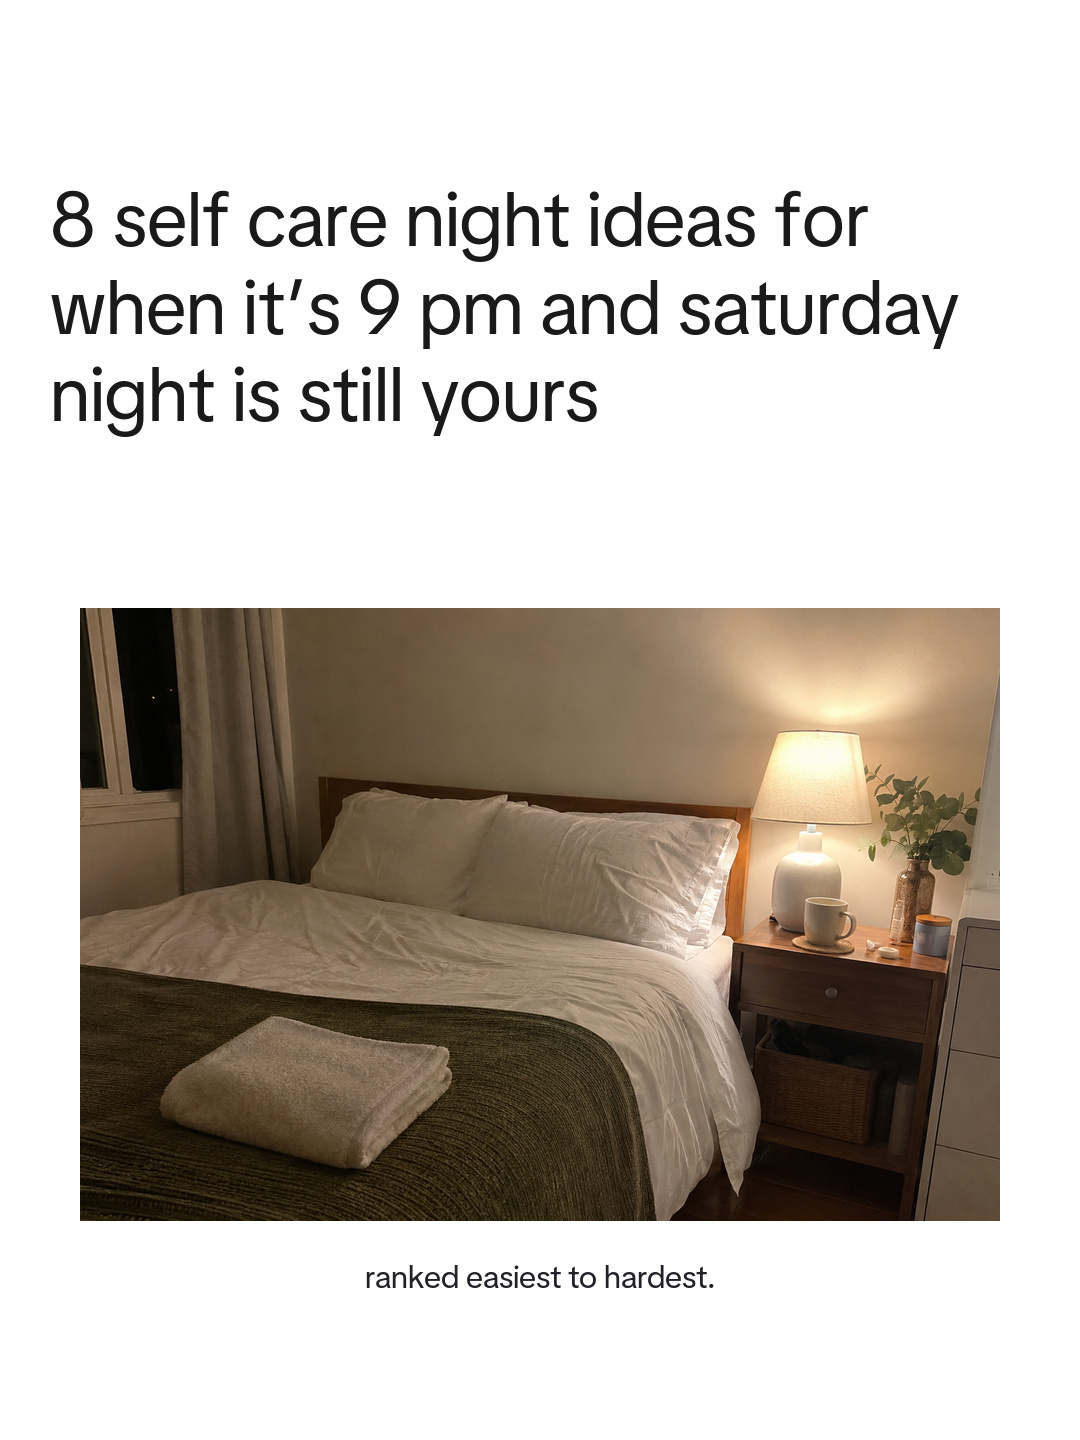 8 self care night ideas for
when it’s 9 pm and saturday
night is still yours
ranked easiest to hardest.